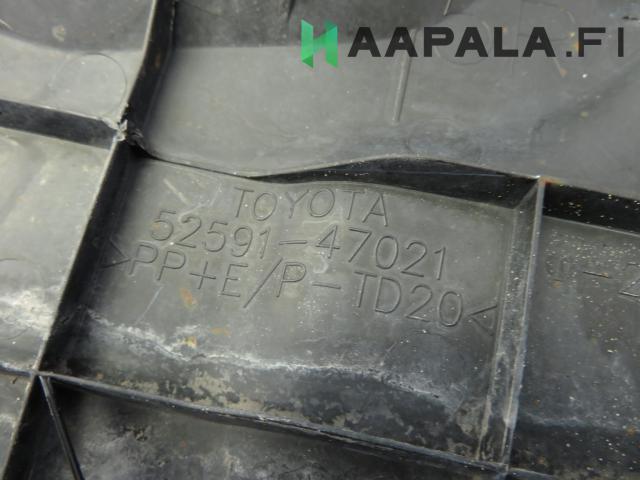 HAAPALA.FI
TOYOTA
52591-47021
>PP+E/P-TD20<